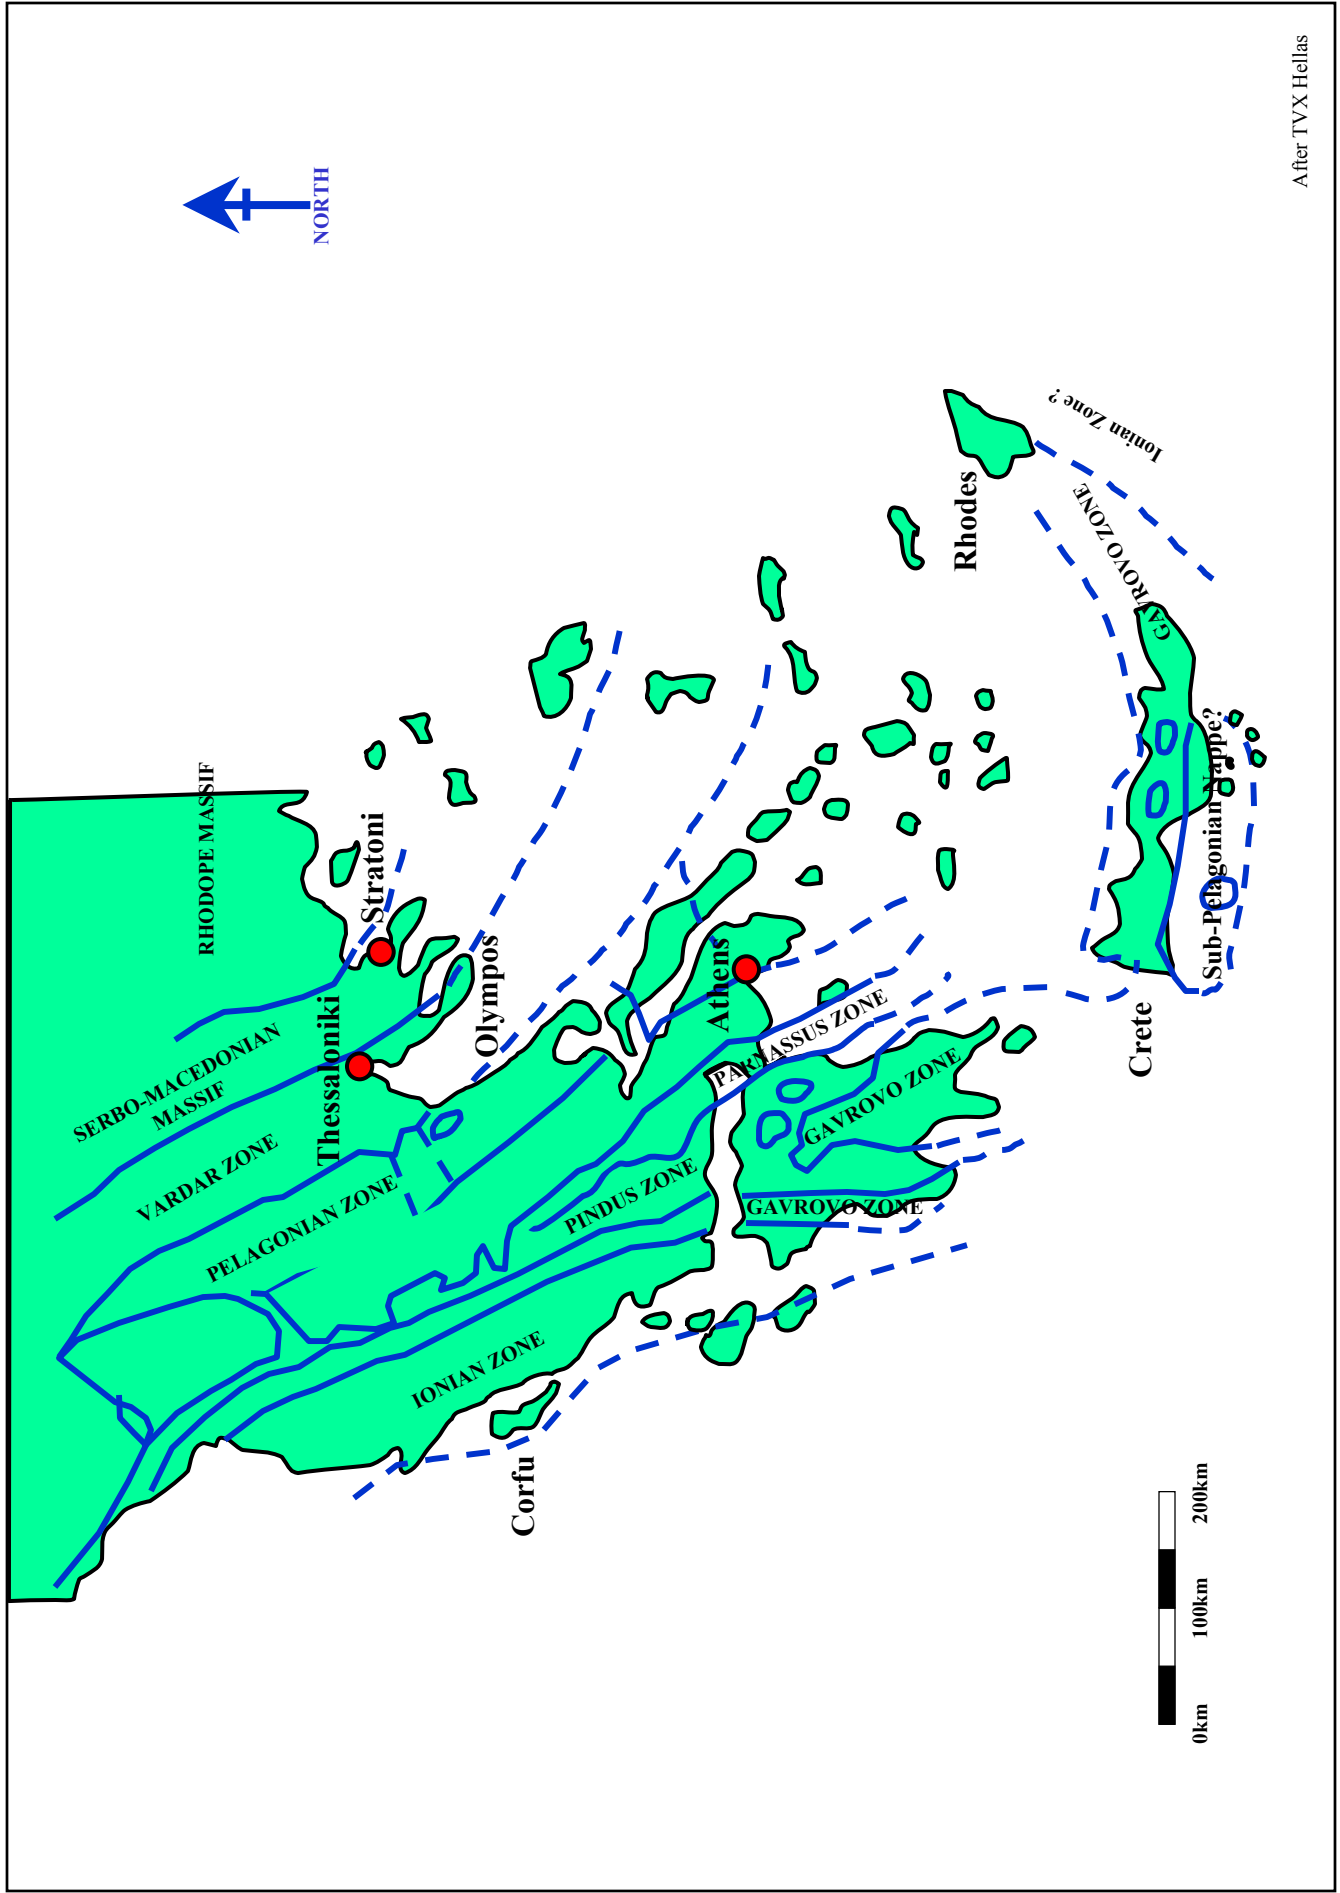 After TVX Hellas
NORTH
RHODOPE MASSIF
SERBO-MACEDONIAN
MASSIF
VARDAR ZONE
PELAGONIAN ZONE
IONIAN ZONE
PINDUS ZONE
PARNASSUS ZONE
GAVROVO ZONE
GAVROVO ZONE
GAVROVO ZONE
Ionian Zone ?
Sub-Pelagonian Nappe?
Stratoni
Thessaloniki
Olympos
Athens
Corfu
Rhodes
Crete
0km
100km
200km